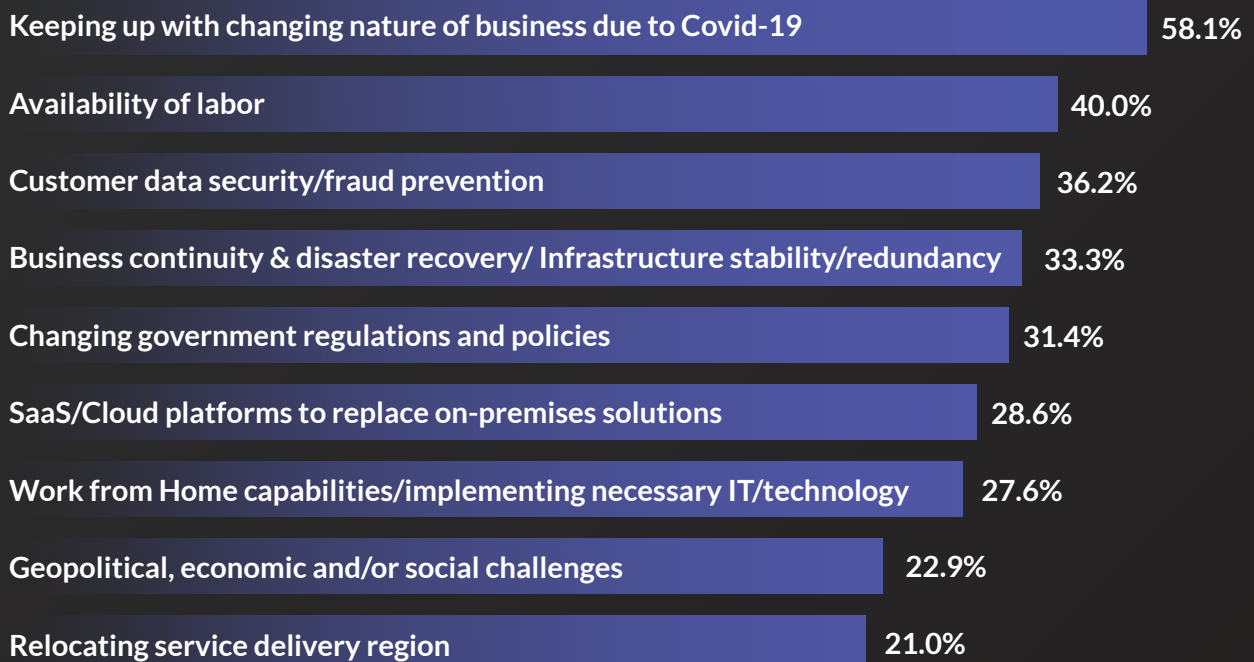 Keeping up with changing nature of business due to Covid-19 58.1%
Availability of labor 40.0%
Customer data security/fraud prevention 36.2%
Business continuity & disaster recovery/ Infrastructure stability/redundancy 33.3%
Changing government regulations and policies 31.4%
SaaS/Cloud platforms to replace on-premises solutions 28.6%
Work from Home capabilities/implementing necessary IT/technology 27.6%
Geopolitical, economic and/or social challenges 22.9%
Relocating service delivery region 21.0%